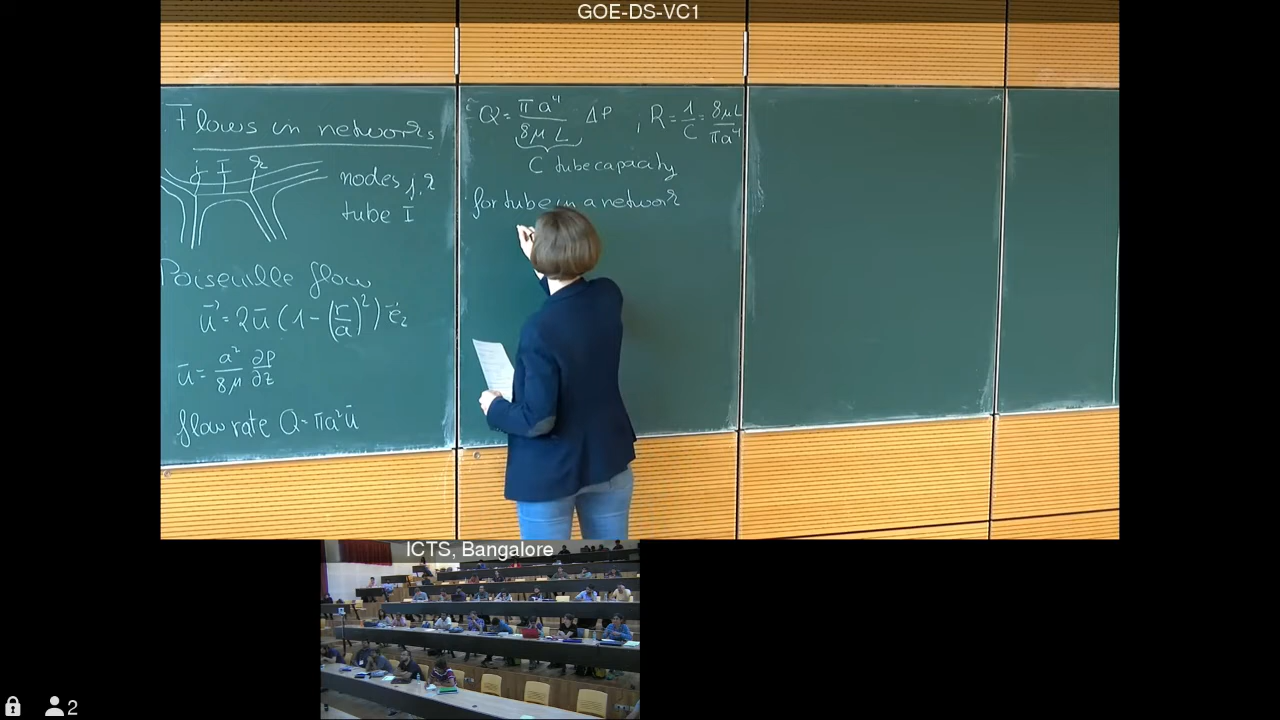 GOE-DS-VC1
Flows in networks
j I k
nodes j, k
tube I
Poiseuille flow
u⃗ = 2ū (1 - (r/a)²) e⃗z
ū = a²/8μ ∂P/∂z
flow rate Q = πa²ū
Q = πa⁴/8μL ΔP ; R = 1/C = 8μL/πa⁴
C tube capacity
for tube in a network
ICTS, Bangalore
2